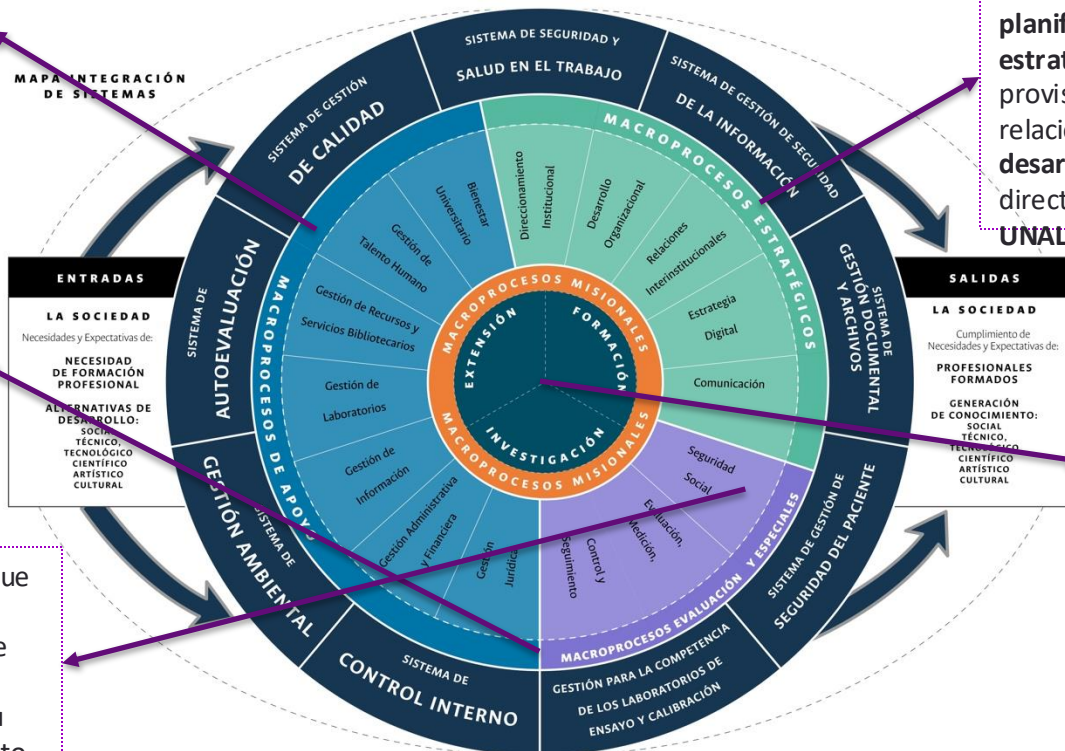 MAPA INTEGRACIÓN
DE SISTEMAS
SISTEMA DE SEGURIDAD Y
SALUD EN EL TRABAJO
SISTEMA DE GESTIÓN DE SEGURIDAD
DE LA INFORMACIÓN
SISTEMA DE
GESTIÓN DOCUMENTAL
Y ARCHIVOS
SISTEMA DE GESTIÓN DE
SEGURIDAD DEL PACIENTE
GESTIÓN PARA LA COMPETENCIA
DE LOS LABORATORIOS DE
ENSAYO Y CALIBRACIÓN
SISTEMA DE
CONTROL INTERNO
SISTEMA DE
GESTIÓN AMBIENTAL
SISTEMA DE
AUTOEVALUACIÓN
SISTEMA DE GESTIÓN
DE CALIDAD
MACROPROCESOS ESTRATÉGICOS
Direccionamiento
Institucional
Desarrollo
Organizacional
Relaciones
Interinstitucionales
Estrategia
Digital
Comunicación
MACROPROCESOS EVALUACIÓN Y ESPECIALES
Seguridad
Social
Evaluación,
Medición,
Control y
Seguimiento
MACROPROCESOS DE APOYO
Bienestar
Universitario
Gestión de
Talento Humano
Gestión de Recursos y
Servicios Bibliotecarios
Gestión de
Laboratorios
Gestión de
Información
Gestión Administrativa
y Financiera
Gestión
Jurídica
MACROPROCESOS MISIONALES
MACROPROCESOS MISIONALES
EXTENSIÓN
FORMACIÓN
INVESTIGACIÓN
ENTRADAS
LA SOCIEDAD
Necesidades y Expectativas de:
NECESIDAD
DE FORMACIÓN
PROFESIONAL
ALTERNATIVAS DE
DESARROLLO:
SOCIAL
TÉCNICO,
TECNOLÓGICO
CIENTÍFICO
ARTÍSTICO
CULTURAL
SALIDAS
LA SOCIEDAD
Cumplimiento de
Necesidades y Expectativas de:
PROFESIONALES
FORMADOS
GENERACIÓN
DE CONOCIMIENTO:
SOCIAL
TÉCNICO,
TECNOLÓGICO
CIENTÍFICO
ARTÍSTICO
CULTURAL
planif
estrat
provis
relaci
desar
direct
UNAL
ue
e